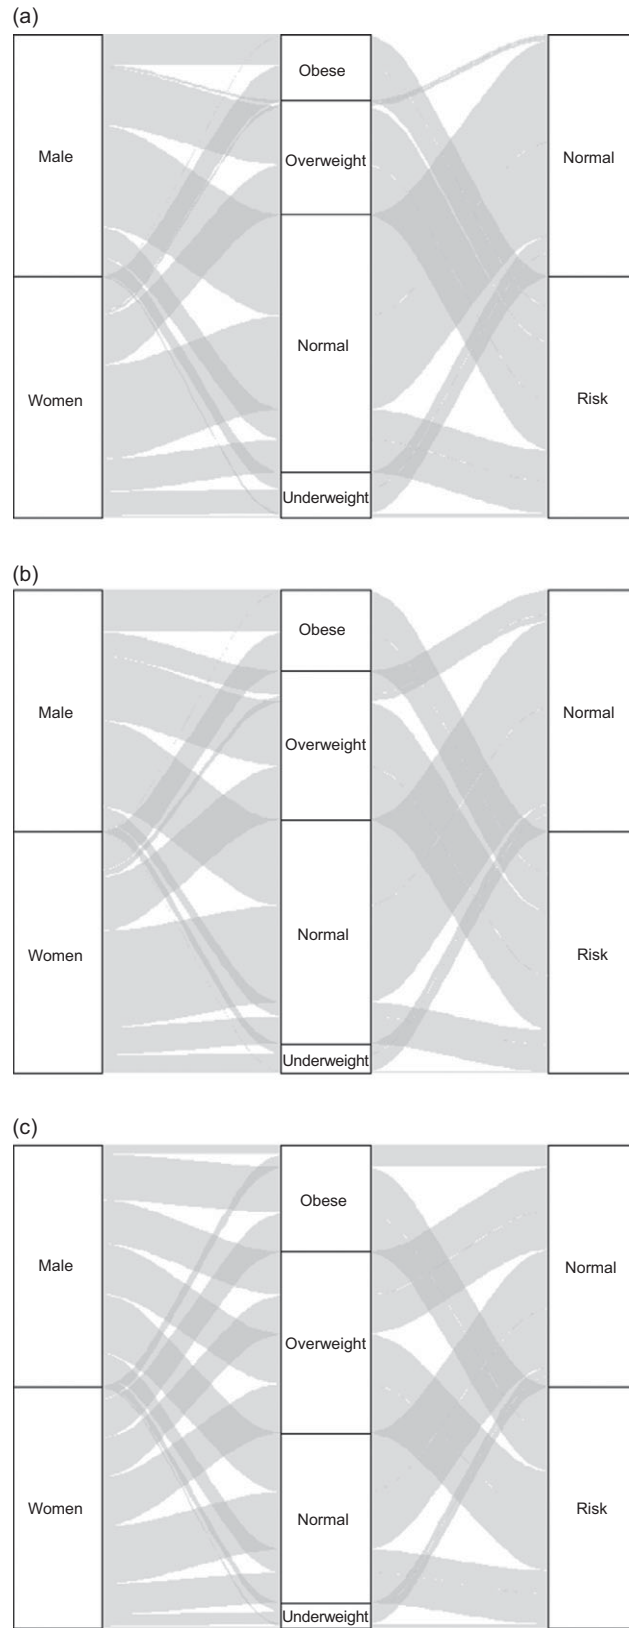 (a)
Obese
Male
Overweight
Normal
Normal
Women
Risk
Underweight
(b)
Obese
Male
Normal
Overweight
Normal
Women
Risk
Underweight
(c)
Obese
Male
Normal
Overweight
Women
Normal
Risk
Underweight